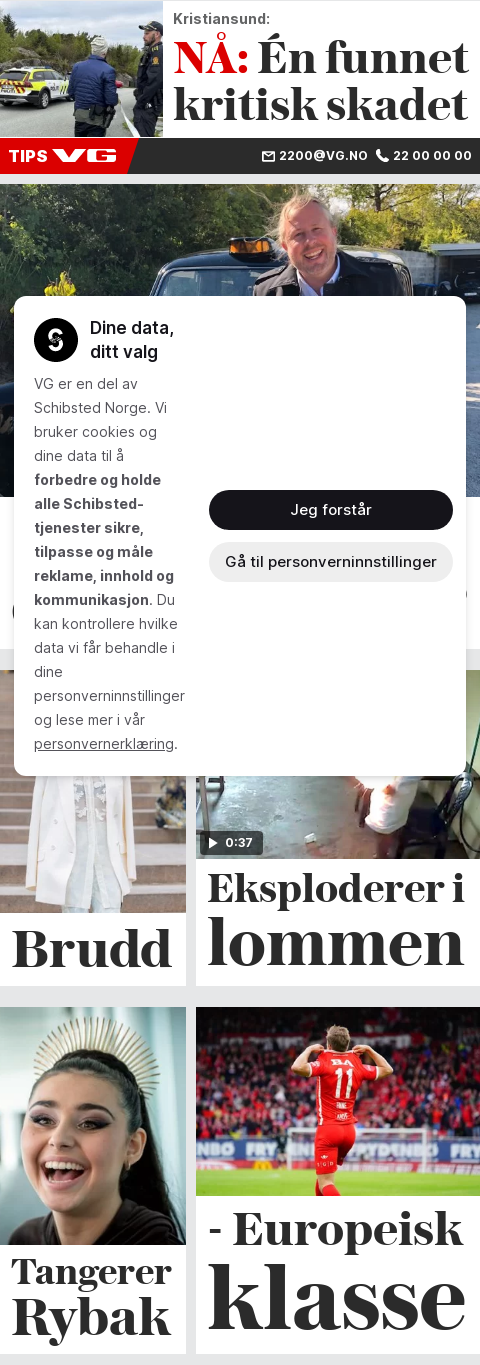 Kristiansund:
NÅ: Én funnet
kritisk skadet
TIPS VG
2200@VG.NO 22 00 00 00
Dine data,
ditt valg
VG er en del av
Schibsted Norge. Vi
bruker cookies og
dine data til å
forbedre og holde
alle Schibsted-
tjenester sikre,
tilpasse og måle
reklame, innhold og
kommunikasjon. Du
kan kontrollere hvilke
data vi får behandle i
dine
personverninnstillinger
og lese mer i vår
personvernerklæring.
Jeg forstår
Gå til personverninnstillinger
0:37
Brudd
Eksploderer i
lommen
BA
11
Tangerer
Rybak
- Europeisk
klasse